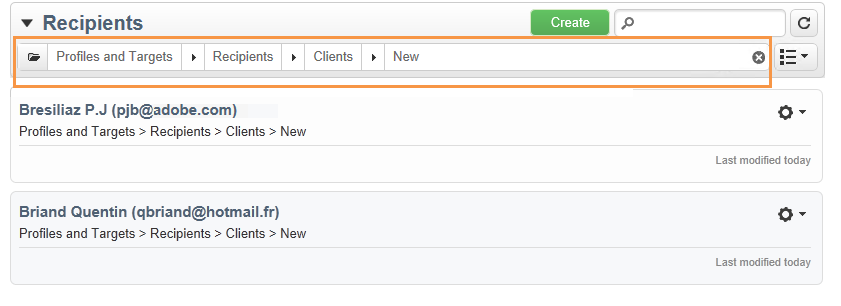 Recipients
Create
Profiles and Targets Recipients Clients New
Bresiliaz P.J (pjb@adobe.com)
Profiles and Targets > Recipients > Clients > New
Last modified today
Briand Quentin (qbriand@hotmail.fr)
Profiles and Targets > Recipients > Clients > New
Last modified today